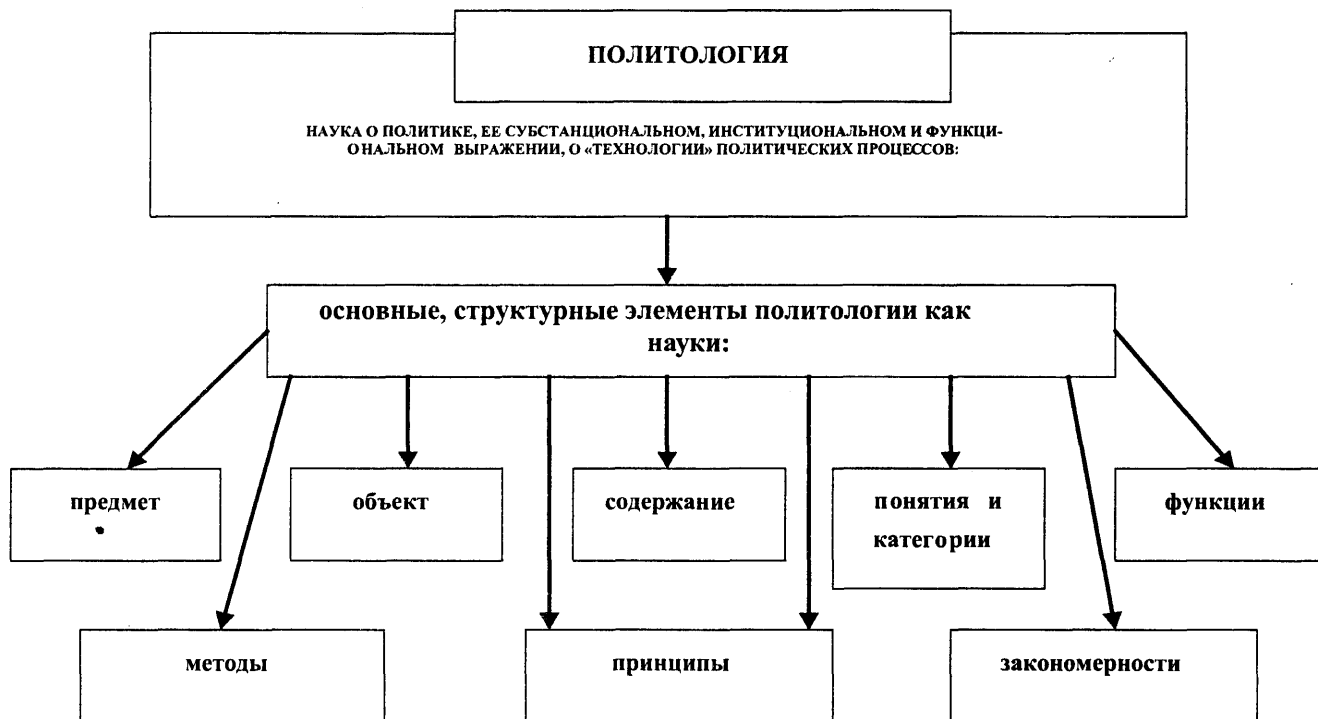 ПОЛИТОЛОГИЯ
НАУКА О ПОЛИТИКЕ, ЕЕ СУБСТАНЦИОНАЛЬНОМ, ИНСТИТУЦИОНАЛЬНОМ И ФУНКЦИ-
ОНАЛЬНОМ ВЫРАЖЕНИИ, О «ТЕХНОЛОГИИ» ПОЛИТИЧЕСКИХ ПРОЦЕССОВ:
основные, структурные элементы политологии как
науки:
предмет
объект
содержание
понятия и
категории
функции
методы
принципы
закономерности